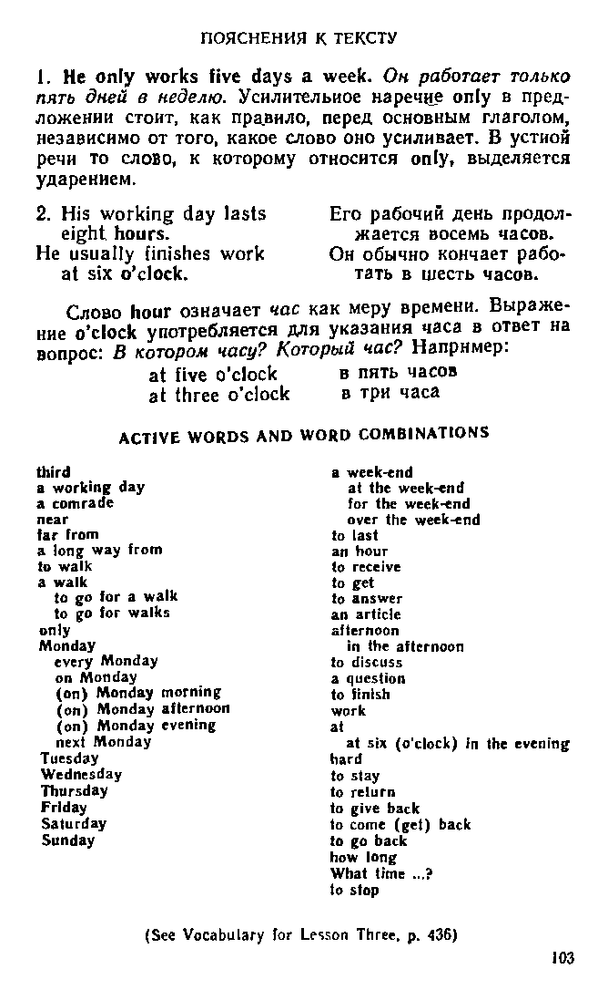 ПОЯСНЕНИЯ К ТЕКСТУ
1. He only works five days a week. Он работает только
пять дней в неделю. Усилительное наречие only в пред-
ложении стоит, как правило, перед основным глаголом,
независимо от того, какое слово оно усиливает. В устной
речи то слово, к которому относится only, выделяется
ударением.
2. His working day lasts
eight hours.
He usually finishes work
at six o'clock.
Его рабочий день продол-
жается восемь часов.
Он обычно кончает рабо-
тать в шесть часов.
Слово hour означает час как меру времени. Выраже-
ние o'clock употребляется для указания часа в ответ на
вопрос: В котором часу? Который час? Например:
at five o'clock в пять часов
at three o'clock в три часа
ACTIVE WORDS AND WORD COMBINATIONS
third
a working day
a comrade
near
far from
a long way from
to walk
a walk
to go for a walk
to go for walks
only
Monday
every Monday
on Monday
(on) Monday morning
(on) Monday afternoon
(on) Monday evening
next Monday
Tuesday
Wednesday
Thursday
Friday
Saturday
Sunday
a week-end
at the week-end
for the week-end
over the week-end
to last
an hour
to receive
to get
to answer
an article
afternoon
in the afternoon
to discuss
a question
to finish
work
at
at six (o'clock) in the evening
hard
to stay
to return
to give back
to come (get) back
to go back
how long
What time ...?
to stop
(See Vocabulary for Lesson Three, p. 436)
103